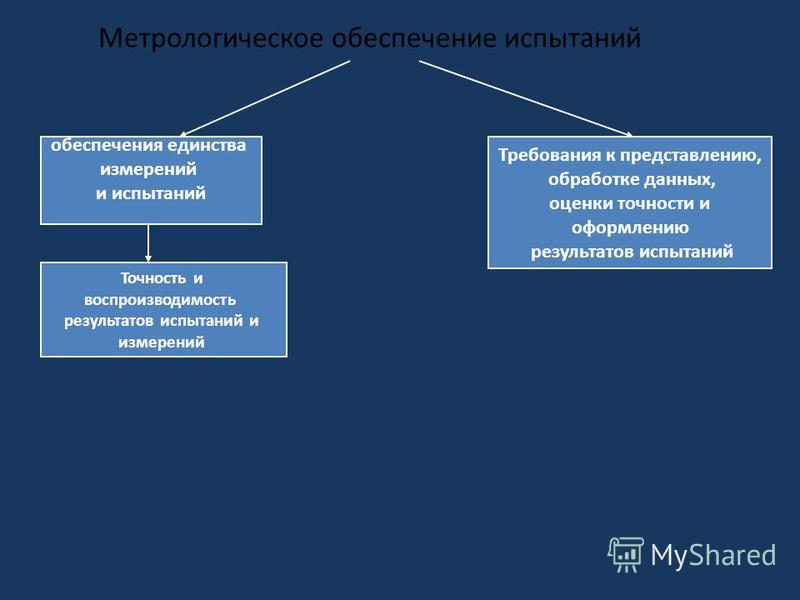 Метрологическое обеспечение испытаний
обеспечения единства
измерений
и испытаний
Требования к представлению,
обработке данных,
оценки точности и
оформлению
результатов испытаний
Точность и
воспроизводимость
результатов испытаний и
измерений
MyShared